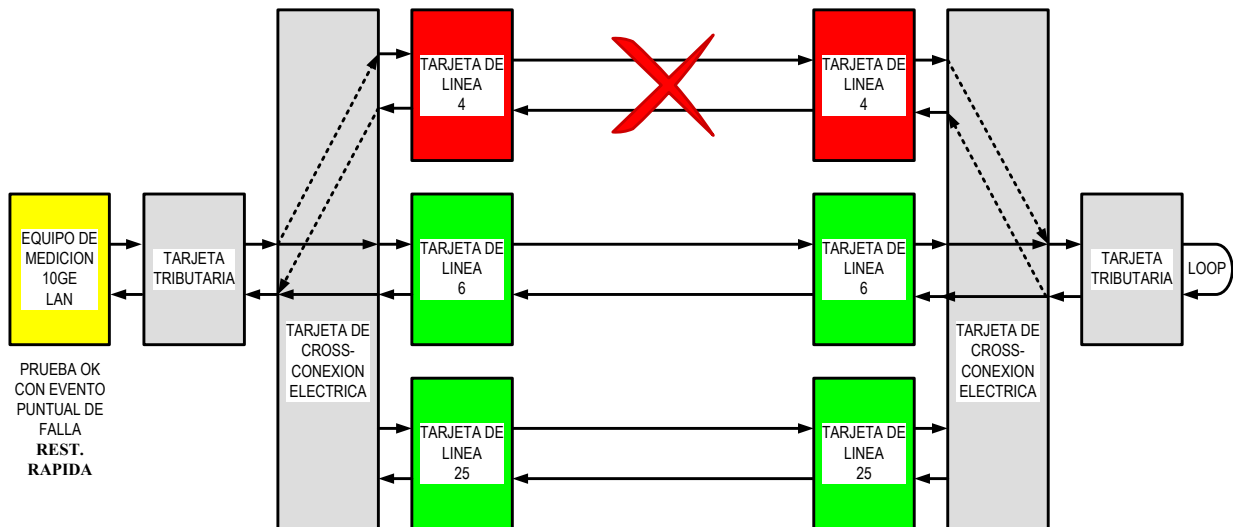 TARJETA DE
LINEA
4
TARJETA DE
LINEA
4
EQUIPO DE
MEDICION
10GE
LAN
TARJETA
TRIBUTARIA
TARJETA DE
LINEA
6
TARJETA DE
LINEA
6
TARJETA
TRIBUTARIA
LOOP
TARJETA DE
CROSS-
CONEXION
ELECTRICA
TARJETA DE
CROSS-
CONEXION
ELECTRICA
PRUEBA OK
CON EVENTO
PUNTUAL DE
FALLA
REST.
RAPIDA
TARJETA DE
LINEA
25
TARJETA DE
LINEA
25